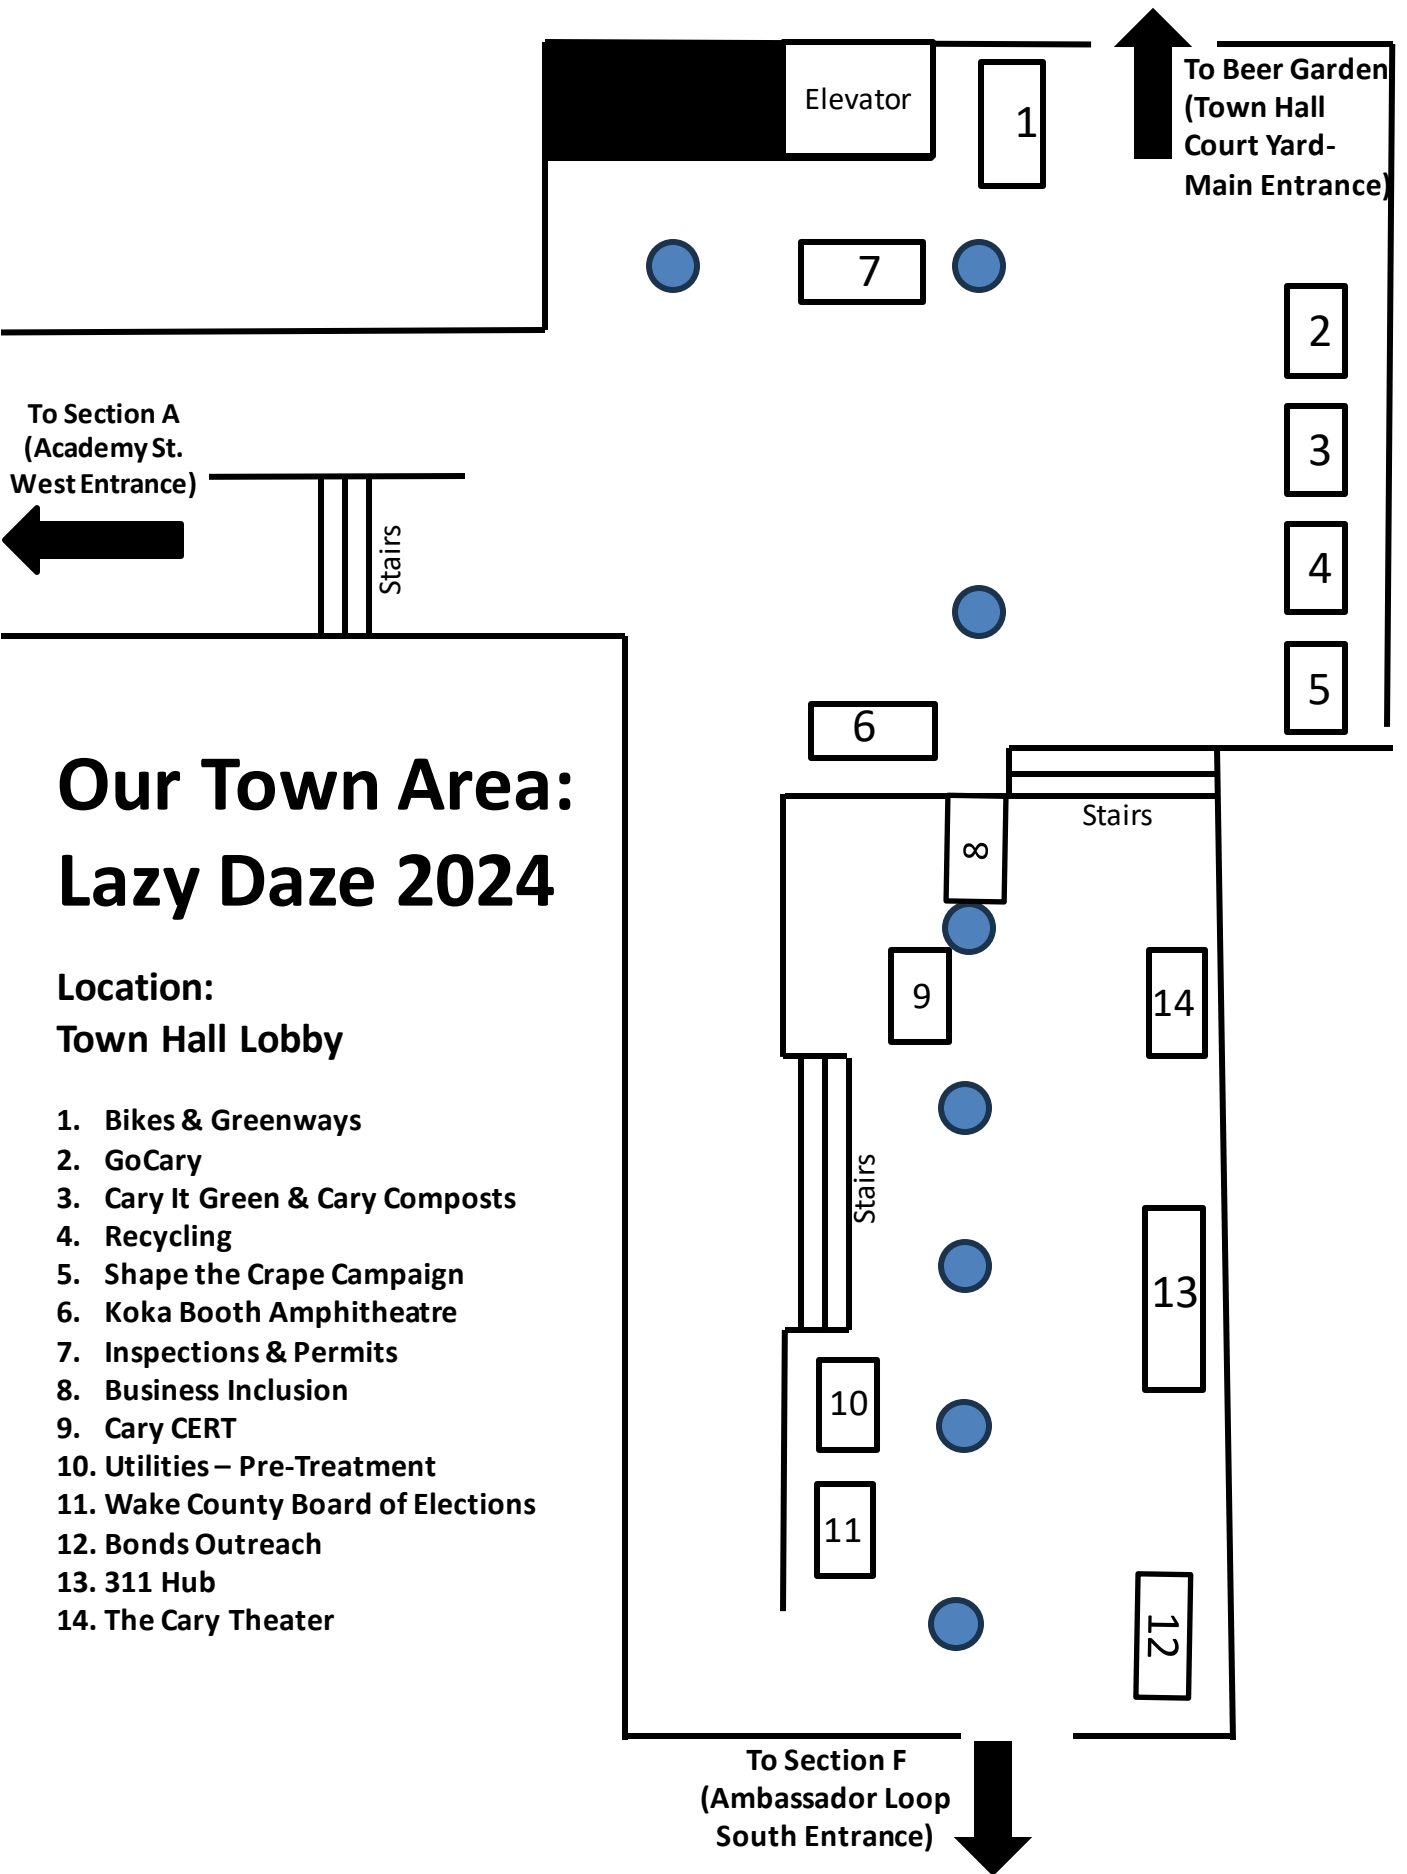 Elevator
1
To Beer Garden
(Town Hall
Court Yard-
Main Entrance)
7
2
3
4
5
To Section A
(Academy St.
West Entrance)
Stairs
6
Stairs
8
9
14
Stairs
13
10
11
12
Our Town Area:
Lazy Daze 2024
Location:
Town Hall Lobby
1. Bikes & Greenways
2. GoCary
3. Cary It Green & Cary Composts
4. Recycling
5. Shape the Crape Campaign
6. Koka Booth Amphitheatre
7. Inspections & Permits
8. Business Inclusion
9. Cary CERT
10. Utilities – Pre-Treatment
11. Wake County Board of Elections
12. Bonds Outreach
13. 311 Hub
14. The Cary Theater
To Section F
(Ambassador Loop
South Entrance)